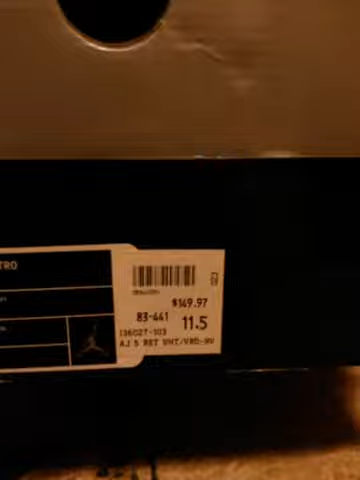 TRO
$149.97
83-441
11.5
136027-103
AJ 5 RET WHT/VRD-BV